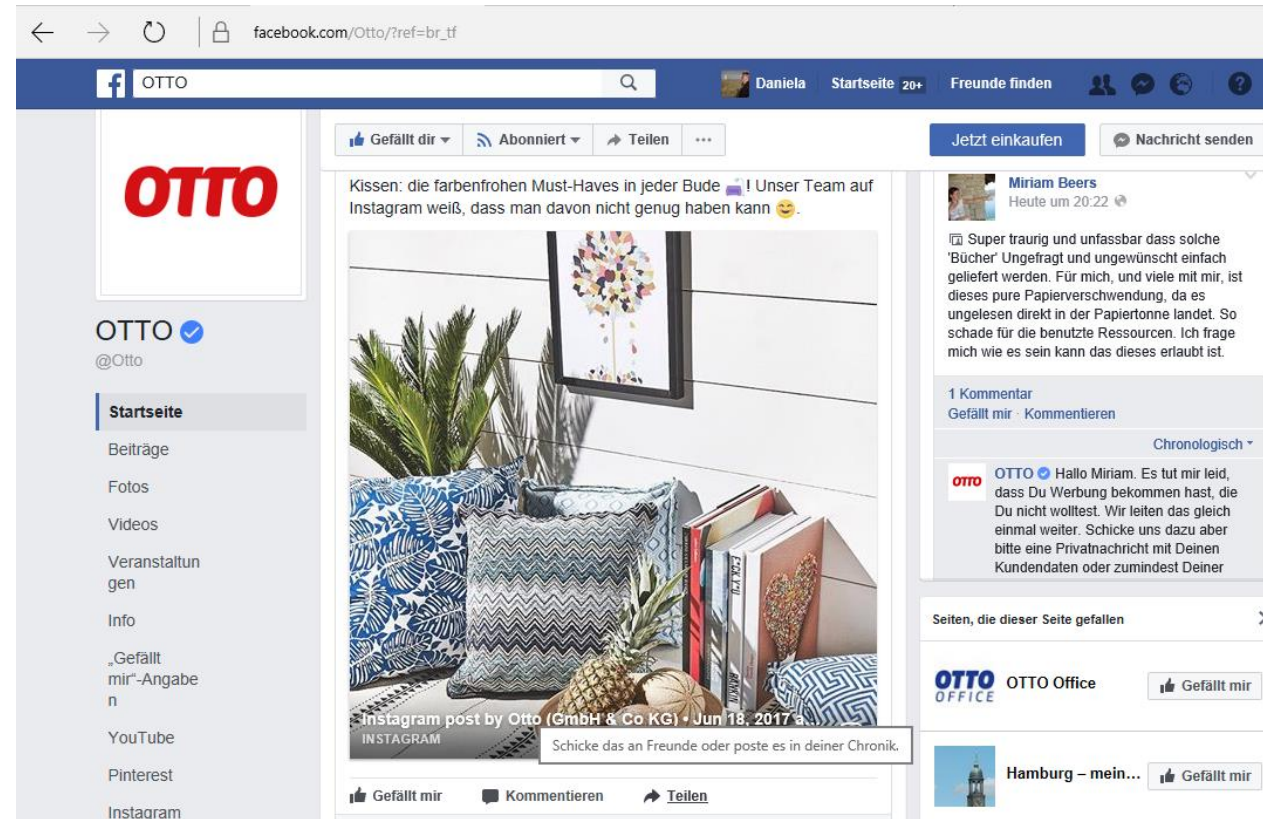 facebook.com/Otto/?ref=br_tf
OTTO
Daniela
Startseite 20+
Freunde finden
Gefällt dir
Abonniert
Teilen
Jetzt einkaufen
Nachricht senden
OTTO
OTTO
@Otto
Startseite
Beiträge
Fotos
Videos
Veranstaltun
gen
Info
„Gefällt
mir“-Angabe
n
YouTube
Pinterest
Instagram
Kissen: die farbenfrohen Must-Haves in jeder Bude ! Unser Team auf
Instagram weiß, dass man davon nicht genug haben kann .
F*CK Y*U
Instagram post by Otto (GmbH & Co KG) • Jun 18, 2017 a
INSTAGRAM
Schicke das an Freunde oder poste es in deiner Chronik.
Gefällt mir
Kommentieren
Teilen
Miriam Beers
Heute um 20:22
Super traurig und unfassbar dass solche
'Bücher' Ungefragt und ungewünscht einfach
geliefert werden. Für mich, und viele mit mir, ist
dieses pure Papierverschwendung, da es
ungelesen direkt in der Papiertonne landet. So
schade für die benutzte Ressourcen. Ich frage
mich wie es sein kann das dieses erlaubt ist.
1 Kommentar
Gefällt mir · Kommentieren
Chronologisch
OTTO
OTTO Hallo Miriam. Es tut mir leid,
dass Du Werbung bekommen hast, die
Du nicht wolltest. Wir leiten das gleich
einmal weiter. Schicke uns dazu aber
bitte eine Privatnachricht mit Deinen
Kundendaten oder zumindest Deiner
Seiten, die dieser Seite gefallen
OTTO
OFFICE
OTTO Office
Gefällt mir
Hamburg – mein…
Gefällt mir